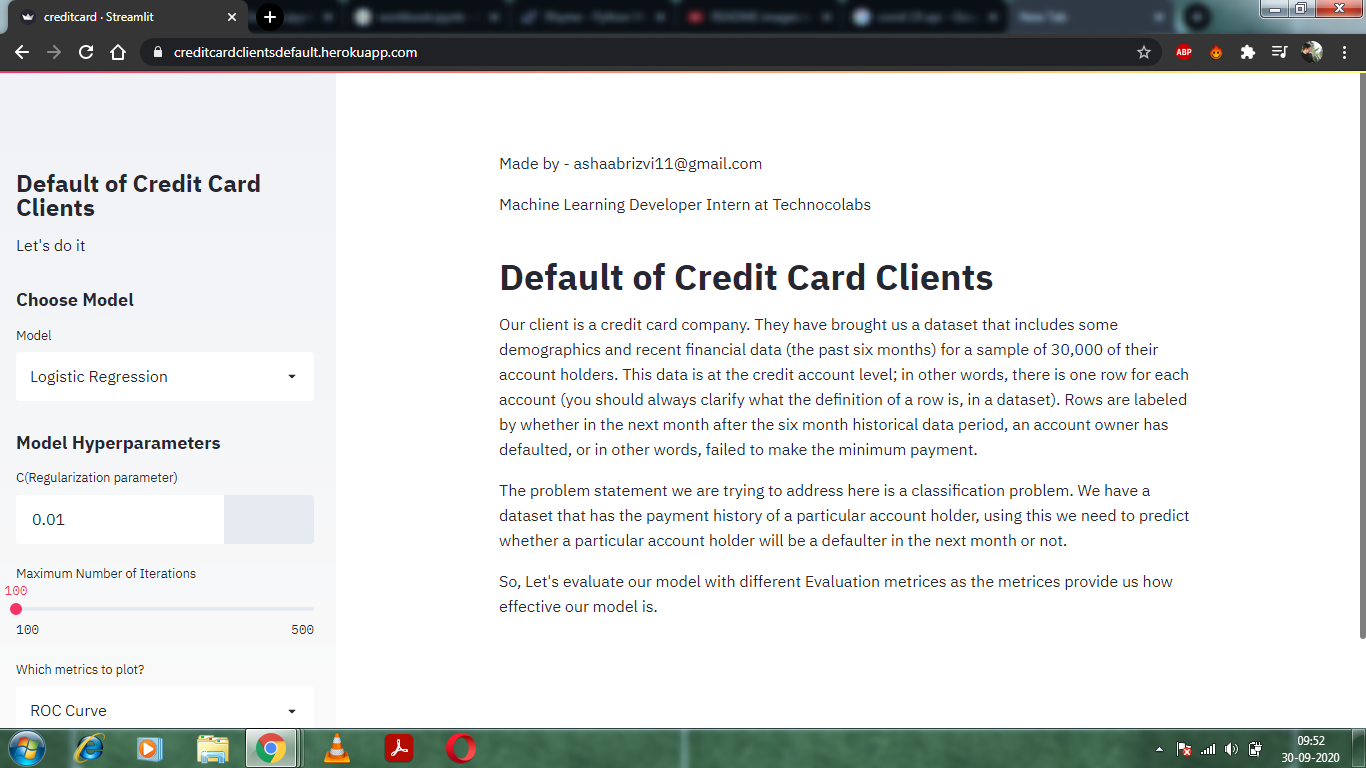 creditcard · Streamlit
New Tab
creditcardclientsdefault.herokuapp.com
ABP
Default of Credit Card
Clients
Let's do it
Choose Model
Model
Logistic Regression
Model Hyperparameters
C(Regularization parameter)
0.01
Maximum Number of Iterations
100
100 500
Which metrics to plot?
ROC Curve
Made by - ashaabrizvi11@gmail.com
Machine Learning Developer Intern at Technocolabs
Default of Credit Card Clients
Our client is a credit card company. They have brought us a dataset that includes some
demographics and recent financial data (the past six months) for a sample of 30,000 of their
account holders. This data is at the credit account level; in other words, there is one row for each
account (you should always clarify what the definition of a row is, in a dataset). Rows are labeled
by whether in the next month after the six month historical data period, an account owner has
defaulted, or in other words, failed to make the minimum payment.
The problem statement we are trying to address here is a classification problem. We have a
dataset that has the payment history of a particular account holder, using this we need to predict
whether a particular account holder will be a defaulter in the next month or not.
So, Let's evaluate our model with different Evaluation metrices as the metrices provide us how
effective our model is.
09:52
30-09-2020